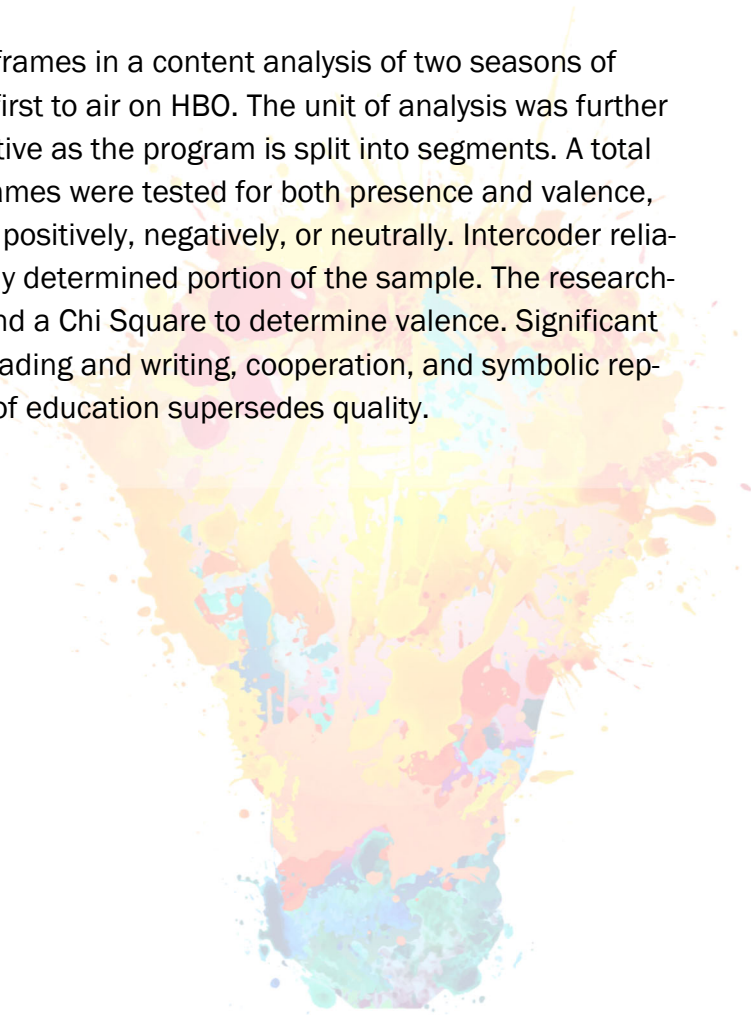 frames in a content analysis of two seasons of
first to air on HBO. The unit of analysis was further
tive as the program is split into segments. A total
ames were tested for both presence and valence,
positively, negatively, or neutrally. Intercoder relia-
y determined portion of the sample. The research-
nd a Chi Square to determine valence. Significant
ading and writing, cooperation, and symbolic rep-
of education supersedes quality.